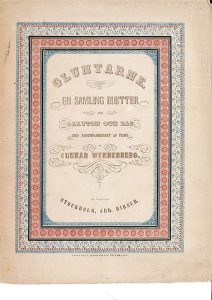 GLUNTARNE.
EN SAMLING DUETTER
FÖR
BARYTON OCH BAS
MED ACCOMPAGNEMENT AF PIANO
AF
GUNNAR WENNERBERG.
STOCKHOLM, ABR. HIRSCH.